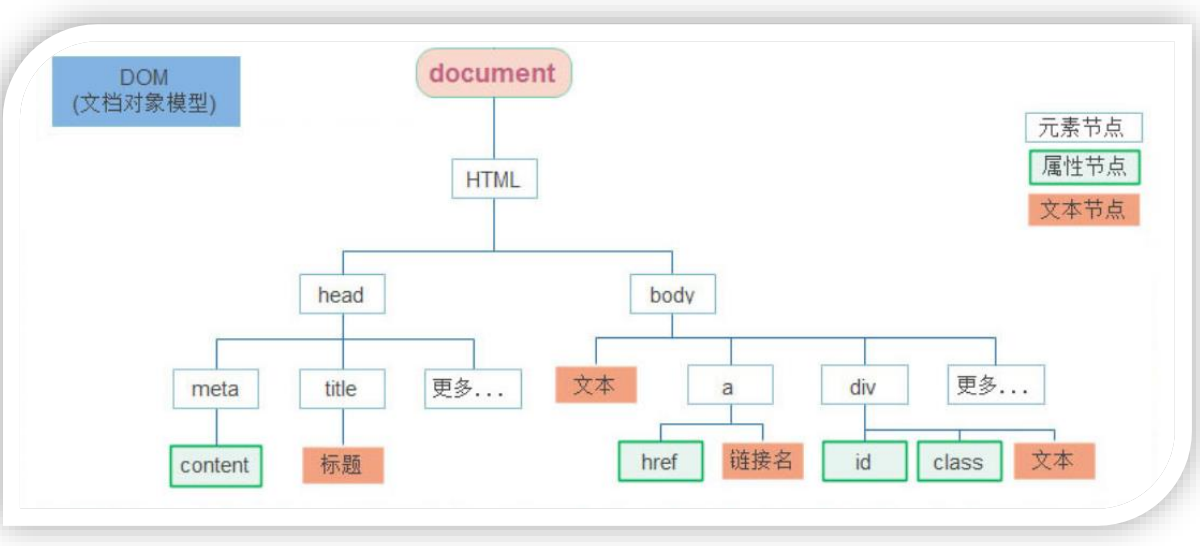 DOM
(文档对象模型)
document
元素节点
属性节点
文本节点
HTML
head
body
meta
title
更多...
文本
a
div
更多...
content
标题
href
链接名
id
class
文本